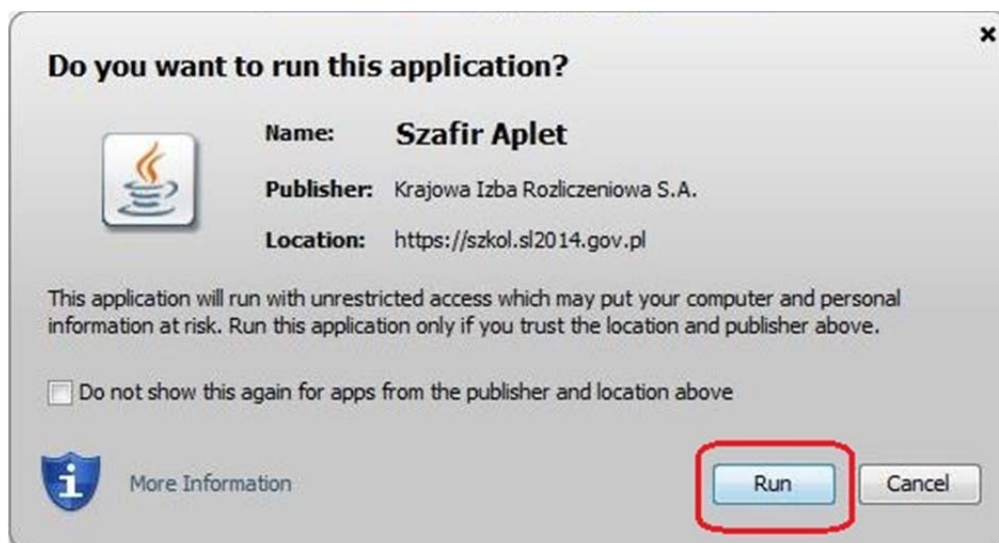 Do you want to run this application?
Name: Szafir Aplet
Publisher: Krajowa Izba Rozliczeniowa S.A.
Location: https://szkol.sl2014.gov.pl
This application will run with unrestricted access which may put your computer and personal
information at risk. Run this application only if you trust the location and publisher above.
Do not show this again for apps from the publisher and location above
More Information
Run Cancel